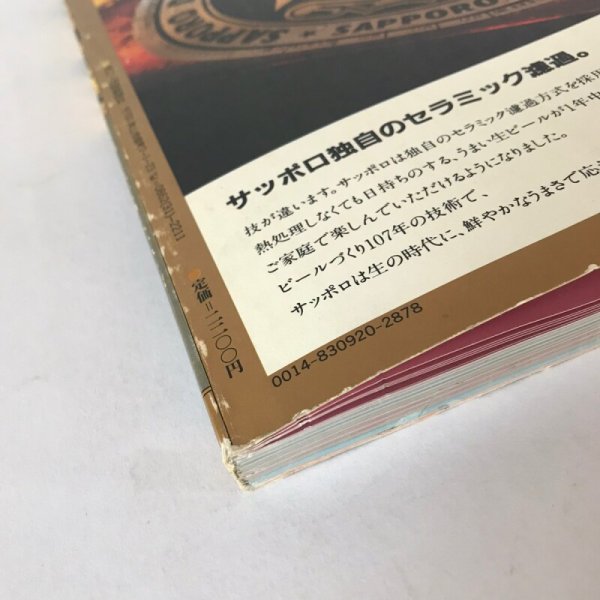 SAPPORO ★ SAPPORO
サッポロ独自のセラミック濾過。
技が違います。サッポロは独自のセラミック濾過方式を採用
熱処理しなくても日持ちのする、うまい生ビールが1年中
ご家庭で楽しんでいただけるようになりました。
ビールづくり107年の技術で、
サッポロは生の時代に、鮮やかなうまさで応
0014-830920-2878
定価=二二〇〇円